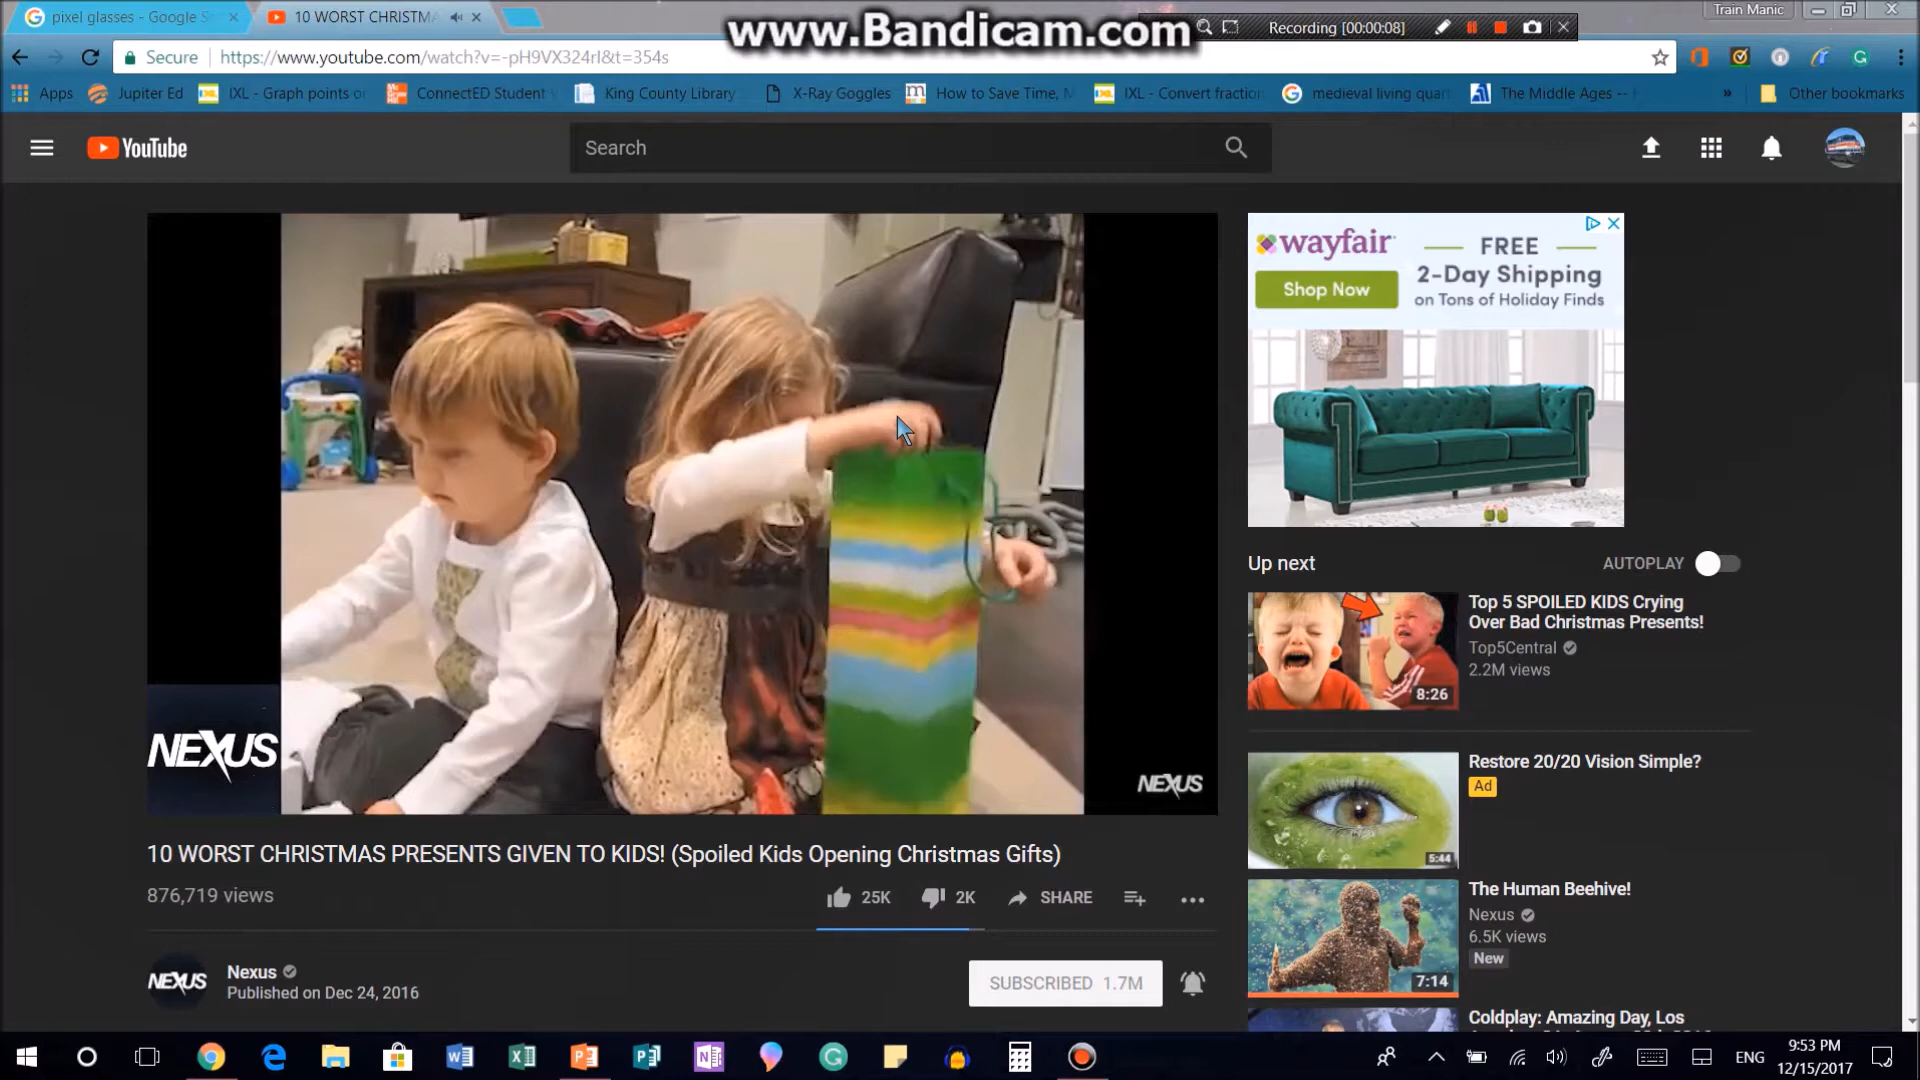 pixel glasses - Google S
10 WORST CHRISTMA
www.Bandicam.com
Recording [00:00:08]
Train Manic
Secure
https://www.youtube.com/watch?v=-pH9VX324rI&t=354s
Apps
Jupiter Ed
IXL - Graph points or
ConnectED Student
King County Library
X-Ray Goggles
How to Save Time,
IXL - Convert fraction
medieval living quart
The Middle Ages --
»
Other bookmarks
YouTube
Search
wayfair
Shop Now
FREE
2-Day Shipping
on Tons of Holiday Finds
NEXUS
NEXUS
Up next
AUTOPLAY
Top 5 SPOILED KIDS Crying
Over Bad Christmas Presents!
Top5Central
2.2M views
8:26
Restore 20/20 Vision Simple?
Ad
5:44
The Human Beehive!
Nexus
6.5K views
New
7:14
Coldplay: Amazing Day, Los
10 WORST CHRISTMAS PRESENTS GIVEN TO KIDS! (Spoiled Kids Opening Christmas Gifts)
876,719 views
25K
2K
SHARE
NEXUS
Nexus
Published on Dec 24, 2016
SUBSCRIBED 1.7M
ENG
9:53 PM
12/15/2017